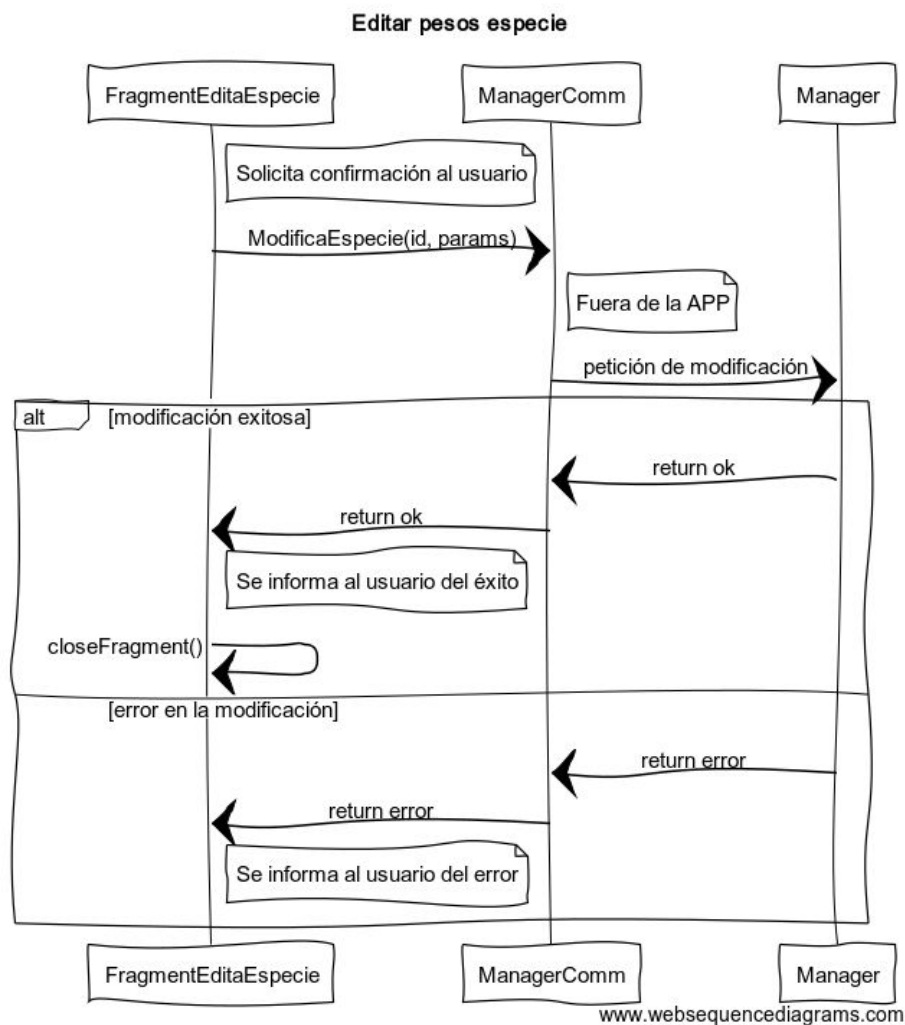 Editar pesos especie
FragmentEditaEspecie
ManagerComm
Manager
Solicita confirmación al usuario
ModificaEspecie(id, params)
Fuera de la APP
petición de modificación
alt
[modificación exitosa]
return ok
return ok
Se informa al usuario del éxito
closeFragment()
[error en la modificación]
return error
return error
Se informa al usuario del error
FragmentEditaEspecie
ManagerComm
Manager
www.websequencediagrams.com